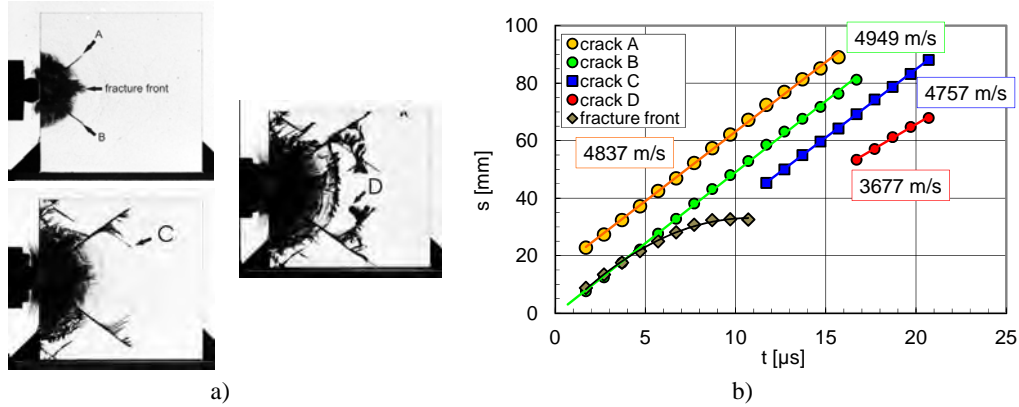 A
fracture front
B
C
D
a)
s [mm]
100
80
60
40
20
0
0
5
10
15
20
25
t [µs]
crack A
crack B
crack C
crack D
fracture front
4949 m/s
4757 m/s
4837 m/s
3677 m/s
b)